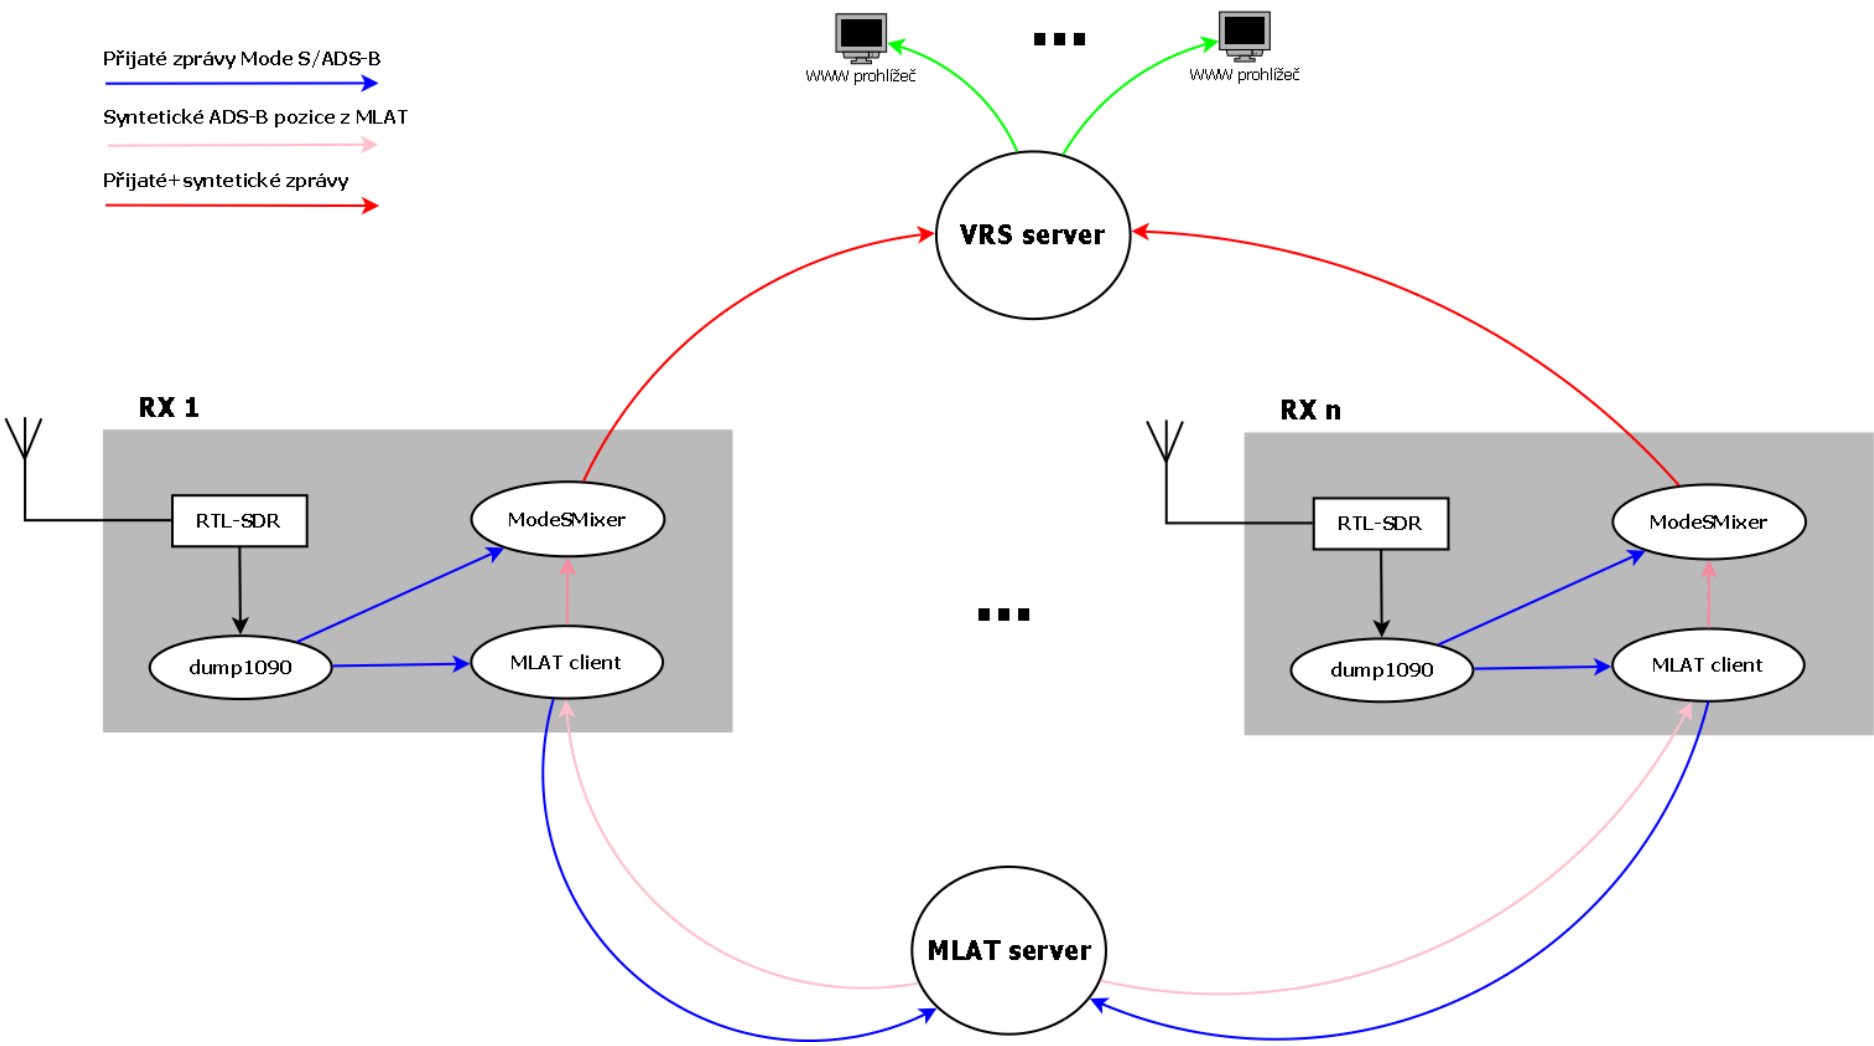 Přijaté zprávy Mode S/ADS-B
Syntetické ADS-B pozice z MLAT
Přijaté+syntetické zprávy
...
WWW prohlížeč
WWW prohlížeč
VRS server
RX 1
RX n
RTL-SDR
ModeSMixer
dump1090
MLAT client
...
RTL-SDR
ModeSMixer
dump1090
MLAT client
MLAT server